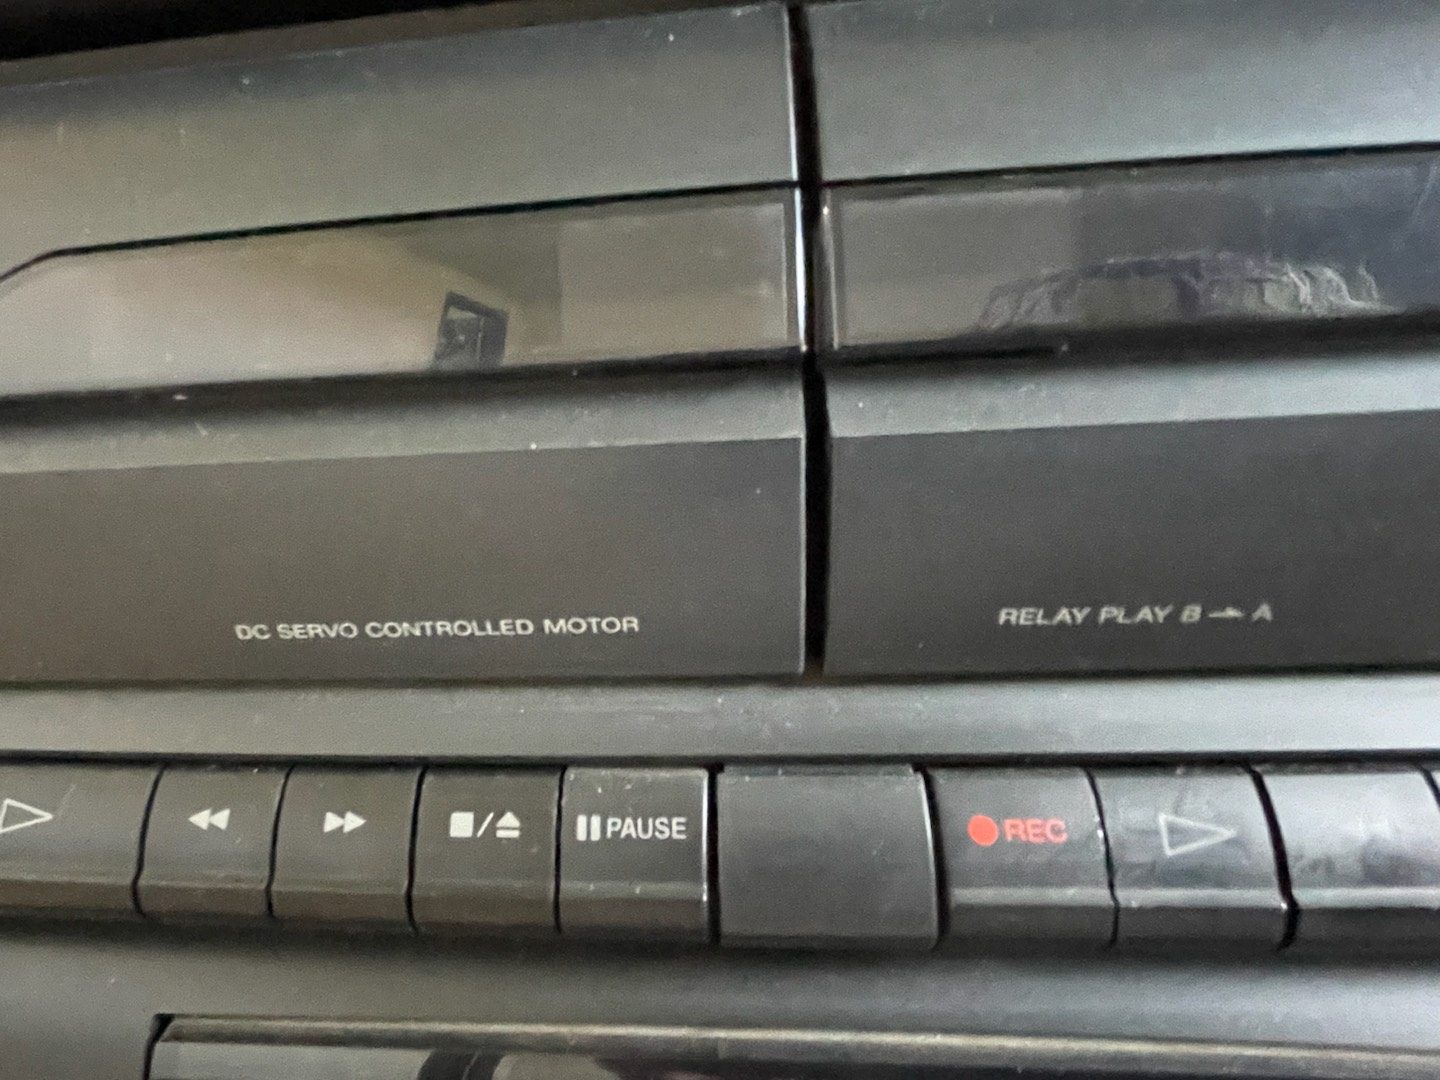 DC SERVO CONTROLLED MOTOR
RELAY PLAY B → A
PAUSE
REC